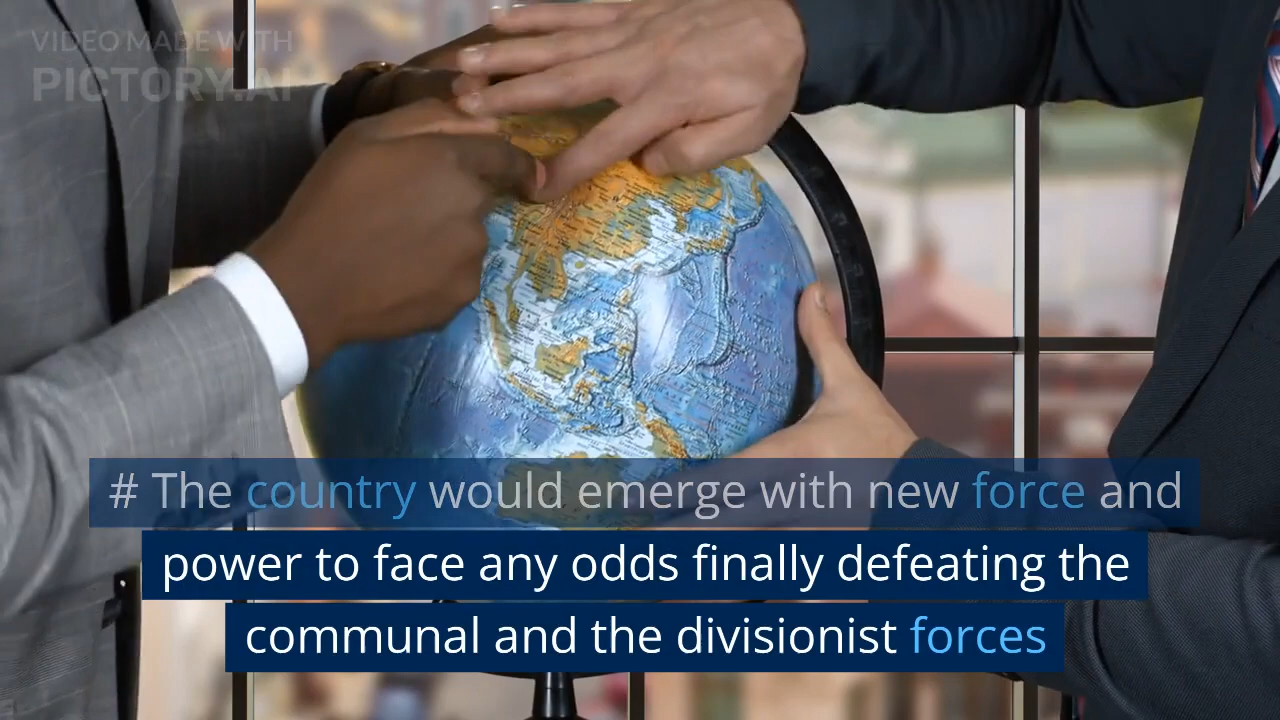 VIDEO MADE WITH
PICTORY.AI
# The country would emerge with new force and
power to face any odds finally defeating the
communal and the divisionist forces